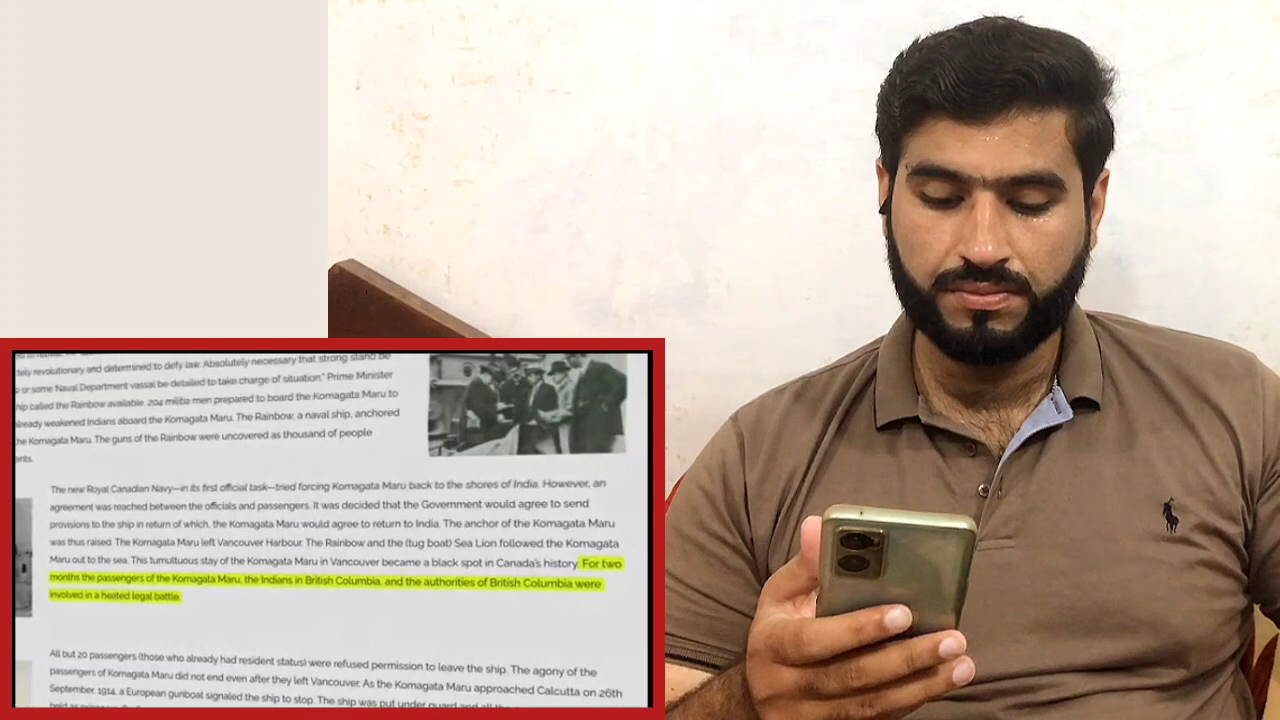 tely revolutionary and determined to defy law. Absolutely necessary that strong stand be
or some Naval Department vassal be detailed to take charge of situation." Prime Minister
hip called the Rainbow available. 204 militia men prepared to board the Komagata Maru to
already weakened Indians aboard the Komagata Maru. The Rainbow, a naval ship, anchored
the Komagata Maru. The guns of the Rainbow were uncovered as thousand of people
ents.
The new Royal Canadian Navy—in its first official task—tried forcing Komagata Maru back to the shores of India. However, an
agreement was reached between the officials and passengers. It was decided that the Government would agree to send
provisions to the ship in return of which, the Komagata Maru would agree to return to India. The anchor of the Komagata Maru
was thus raised. The Komagata Maru left Vancouver Harbour. The Rainbow and the (tug boat) Sea Lion followed the Komagata
Maru out to the sea. This tumultuous stay of the Komagata Maru in Vancouver became a black spot in Canada's history. For two
months the passengers of the Komagata Maru, the Indians in British Columbia, and the authorities of British Columbia were
involved in a heated legal battle.
All but 20 passengers (those who already had resident status) were refused permission to leave the ship. The agony of the
passengers of Komagata Maru did not end even after they left Vancouver. As the Komagata Maru approached Calcutta on 26th
September, 1914, a European gunboat signaled the ship to stop. The ship was put under guard and all the